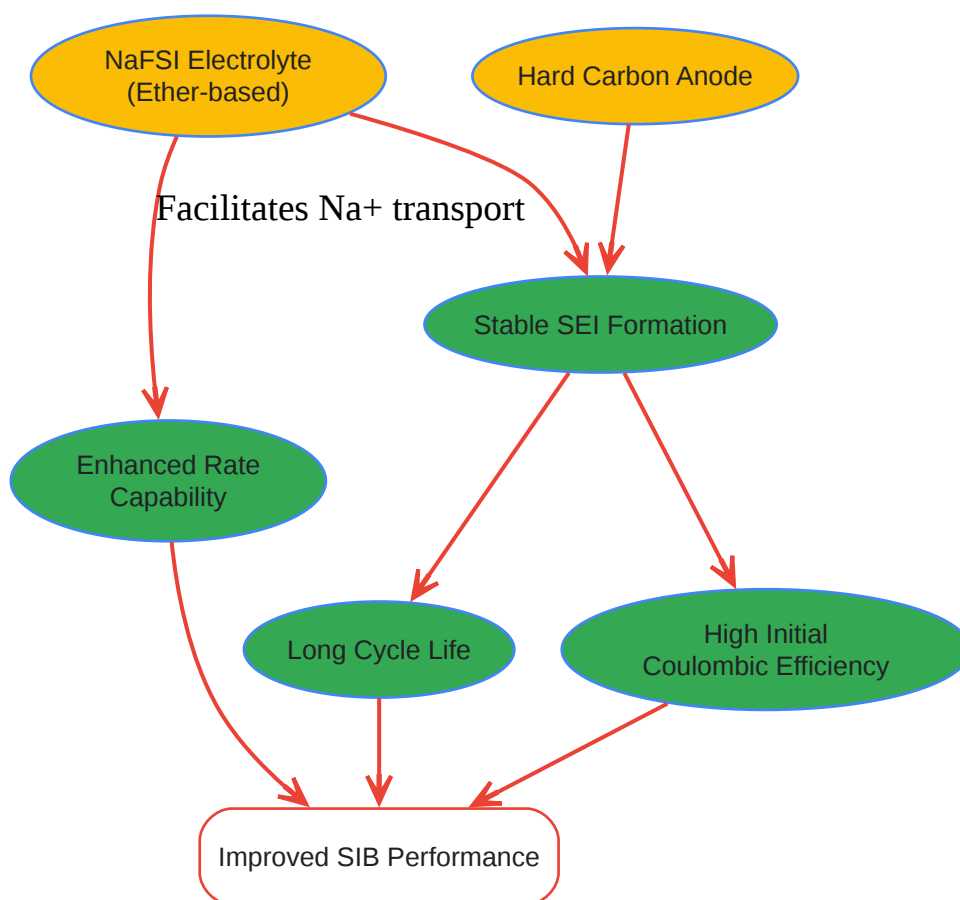 NaFSI Electrolyte
(Ether-based)
Hard Carbon Anode
Facilitates Na+ transport
Stable SEI Formation
Enhanced Rate
Capability
Long Cycle Life
High Initial
Coulombic Efficiency
Improved SIB Performance